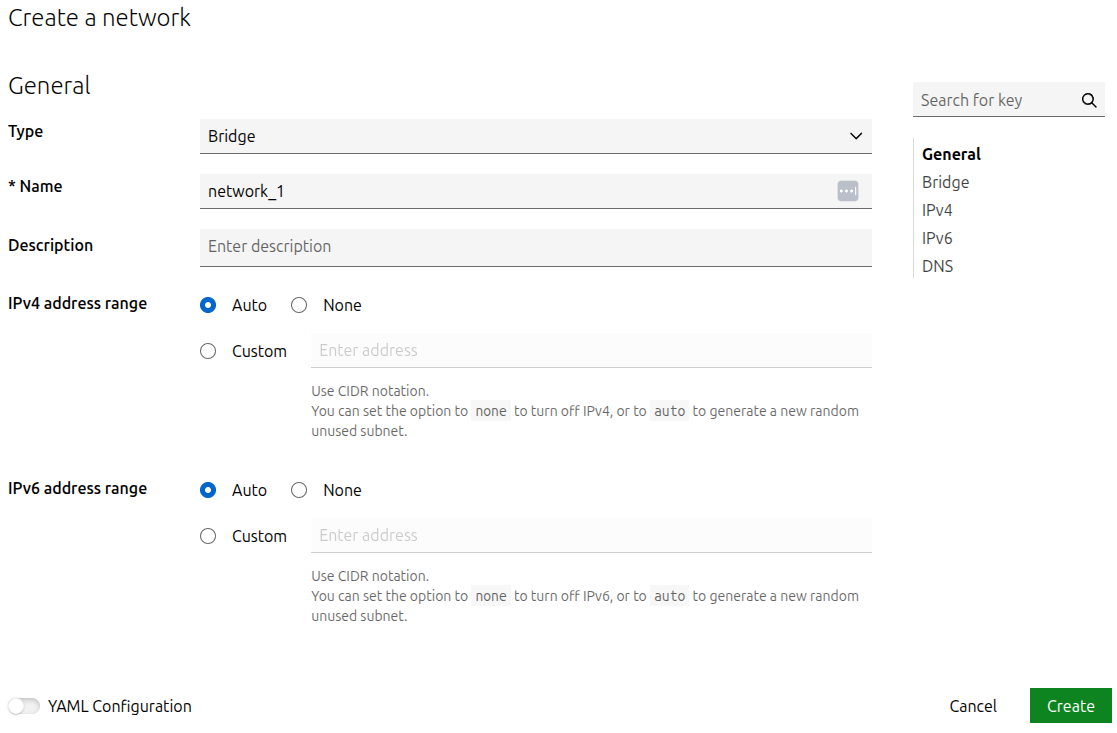 Create a network
General
Type
Bridge
* Name
network_1
Description
Enter description
IPv4 address range
Auto
None
Custom
Enter address
Use CIDR notation.
You can set the option to none to turn off IPv4, or to auto to generate a new random
unused subnet.
IPv6 address range
Auto
None
Custom
Enter address
Use CIDR notation.
You can set the option to none to turn off IPv6, or to auto to generate a new random
unused subnet.
Search for key
General
Bridge
IPv4
IPv6
DNS
YAML Configuration
Cancel
Create